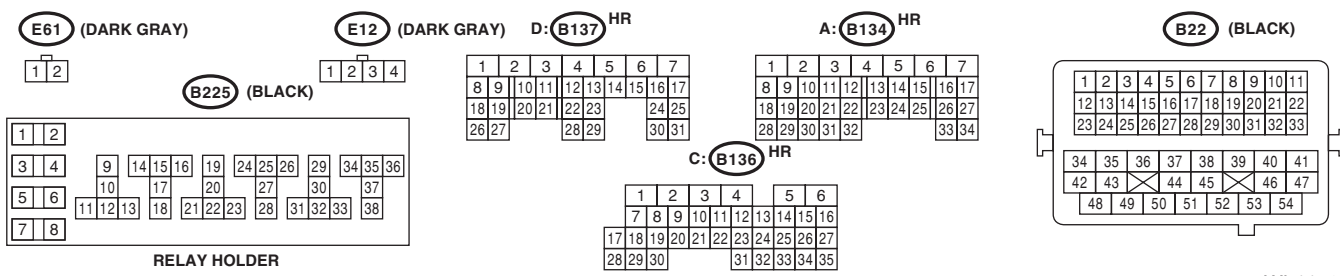 E61 (DARK GRAY)
1 2
E12 (DARK GRAY)
1 2 3 4
B225 (BLACK)
1 2
3 4 9 14 15 16 19 24 25 26 29 34 35 36
10 17 20 27 30 37
5 6
11 12 13 18 21 22 23 28 31 32 33 38
7 8
RELAY HOLDER
D: B137 HR
1 2 3 4 5 6 7
8 9 10 11 12 13 14 15 16 17
18 19 20 21 22 23 24 25
26 27 28 29 30 31
A: B134 HR
1 2 3 4 5 6 7
8 9 10 11 12 13 14 15 16 17
18 19 20 21 22 23 24 25 26 27
28 29 30 31 32 33 34
C: B136 HR
1 2 3 4 5 6
7 8 9 10 11 12 13 14 15 16
17 18 19 20 21 22 23 24 25 26 27
28 29 30 31 32 33 34 35
B22 (BLACK)
1 2 3 4 5 6 7 8 9 10 11
12 13 14 15 16 17 18 19 20 21 22
23 24 25 26 27 28 29 30 31 32 33
34 35 36 37 38 39 40 41
42 43 44 45 46 47
48 49 50 51 52 53 54